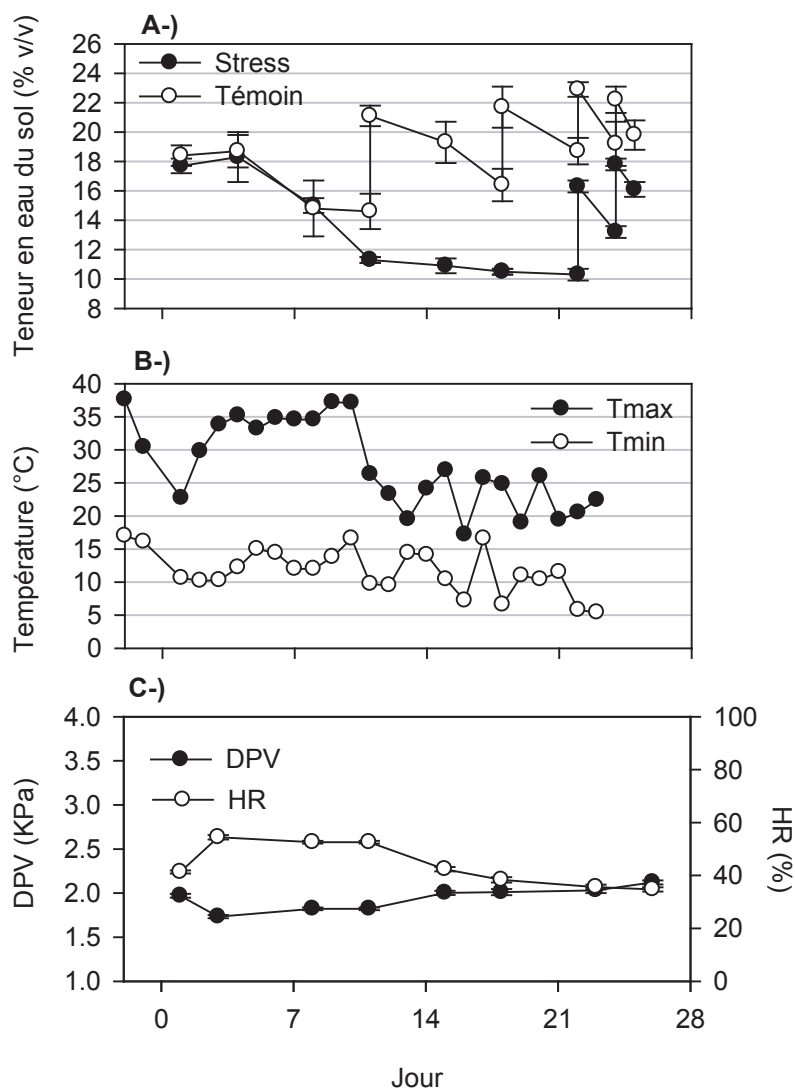 A-)
Teneur en eau du sol (% v/v)
26
24
22
20
18
16
14
12
10
8
Stress
Témoin
B-)
Température (°C)
40
35
30
25
20
15
10
5
0
Tmax
Tmin
C-)
DPV (KPa)
4.0
3.5
3.0
2.5
2.0
1.5
1.0
DPV
HR
100
80
60
40
20
0
HR (%)
0 7 14 21 28
Jour